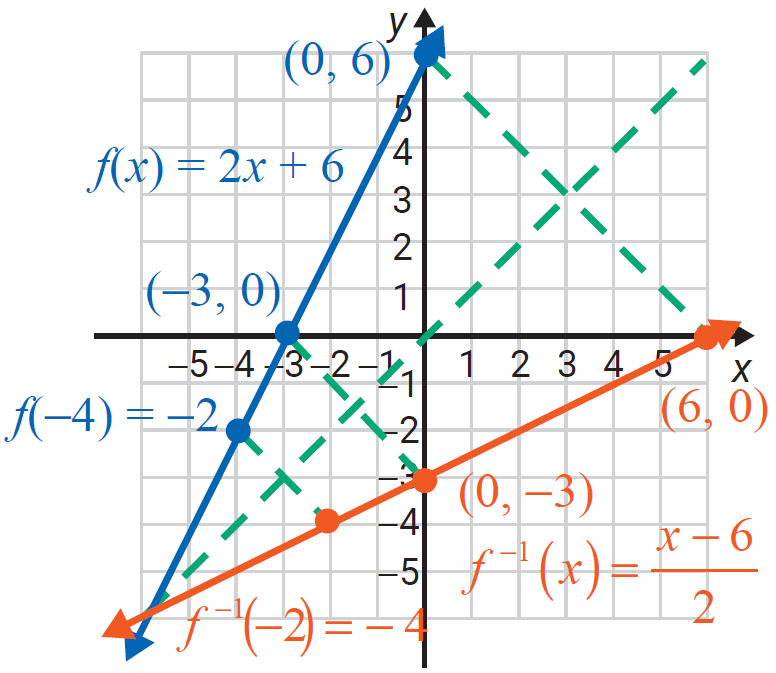 y
(0, 6)
5
4
f(x) = 2x + 6
3
2
(−3, 0)
1
−5 −4 −3 −2 −1 1 2 3 4 5 x
−1
(6, 0)
f(−4) = −2
−2
−3
(0, −3)
−4
f⁻¹(x) = (x − 6)/2
−5
f⁻¹(−2) = − 4